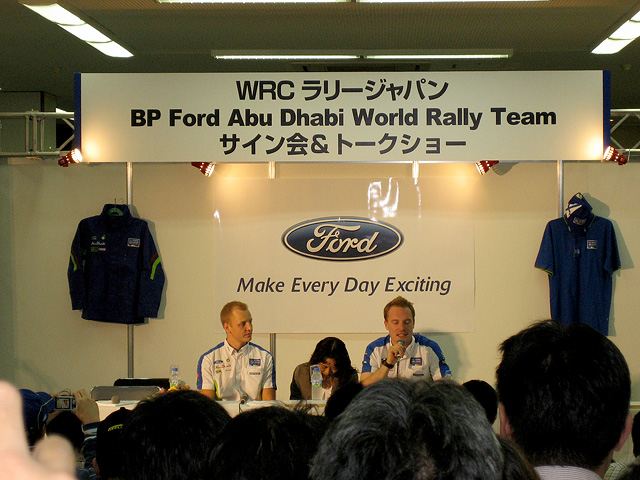 WRC ラリージャパン
BP Ford Abu Dhabi World Rally Team
サイン会&トークショー
Ford
Make Every Day Exciting